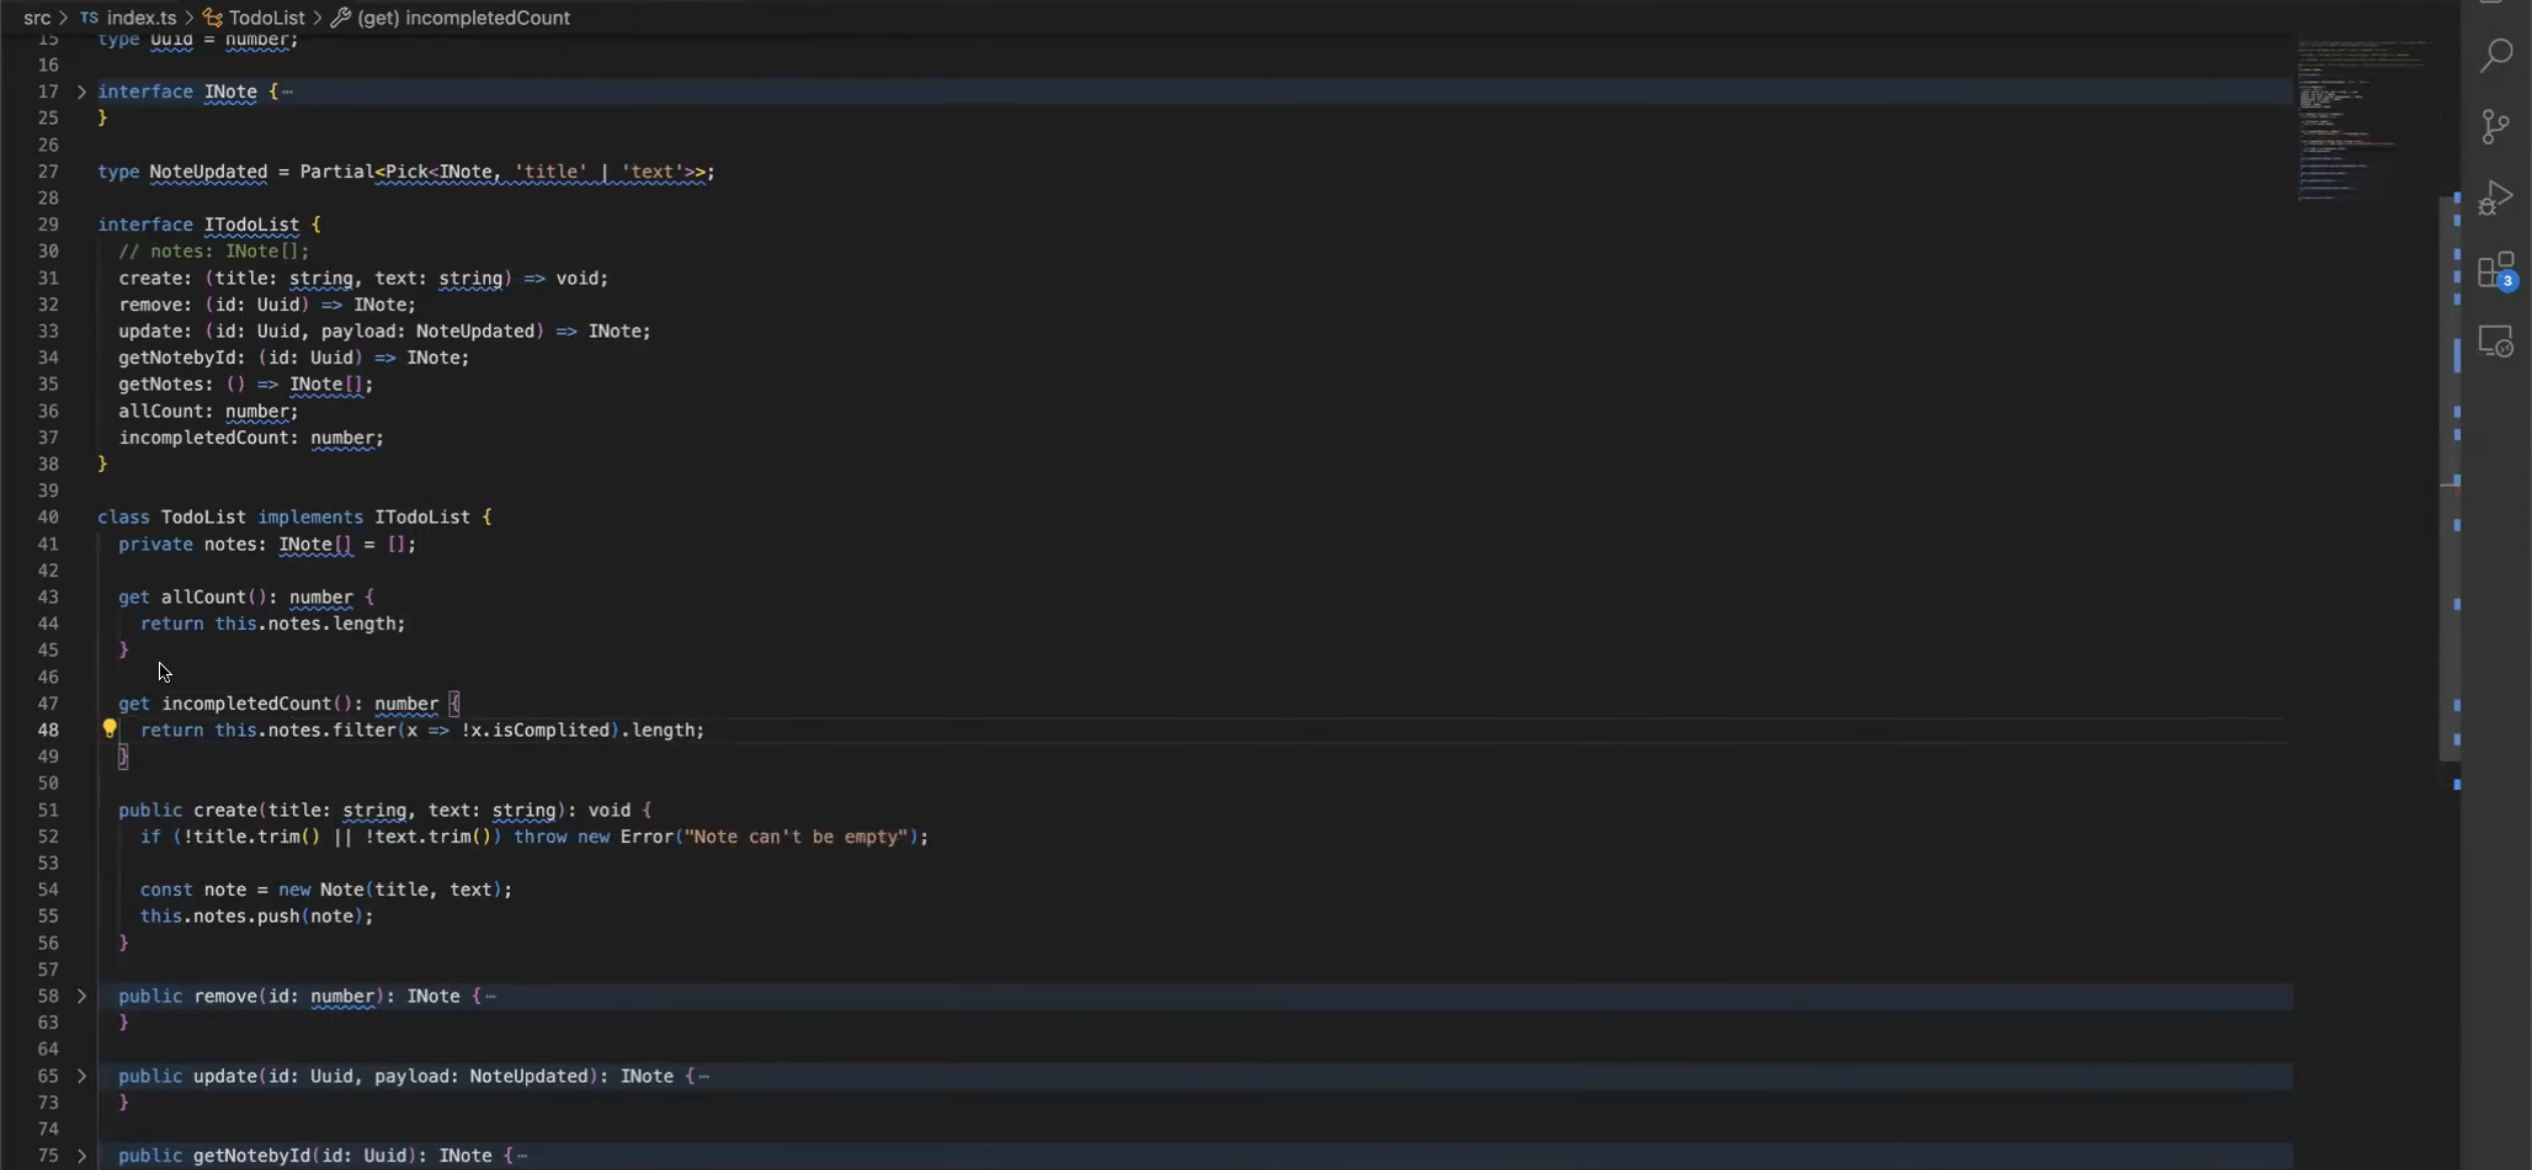 src > TS index.ts > TodoList > (get) incompletedCount
15 type Uuid = number;
16
17 interface INote {…
25 }
26
27 type NoteUpdated = Partial<Pick<INote, 'title' | 'text'>>;
28
29 interface ITodoList {
30 // notes: INote[];
31 create: (title: string, text: string) => void;
32 remove: (id: Uuid) => INote;
33 update: (id: Uuid, payload: NoteUpdated) => INote;
34 getNotebyId: (id: Uuid) => INote;
35 getNotes: () => INote[];
36 allCount: number;
37 incompletedCount: number;
38 }
39
40 class TodoList implements ITodoList {
41 private notes: INote[] = [];
42
43 get allCount(): number {
44 return this.notes.length;
45 }
46
47 get incompletedCount(): number {
48 return this.notes.filter(x => !x.isComplited).length;
49 }
50
51 public create(title: string, text: string): void {
52 if (!title.trim() || !text.trim()) throw new Error("Note can't be empty");
53
54 const note = new Note(title, text);
55 this.notes.push(note);
56 }
57
58 public remove(id: number): INote {…
63 }
64
65 public update(id: Uuid, payload: NoteUpdated): INote {…
73 }
74
75 public getNotebyId(id: Uuid): INote {…
3